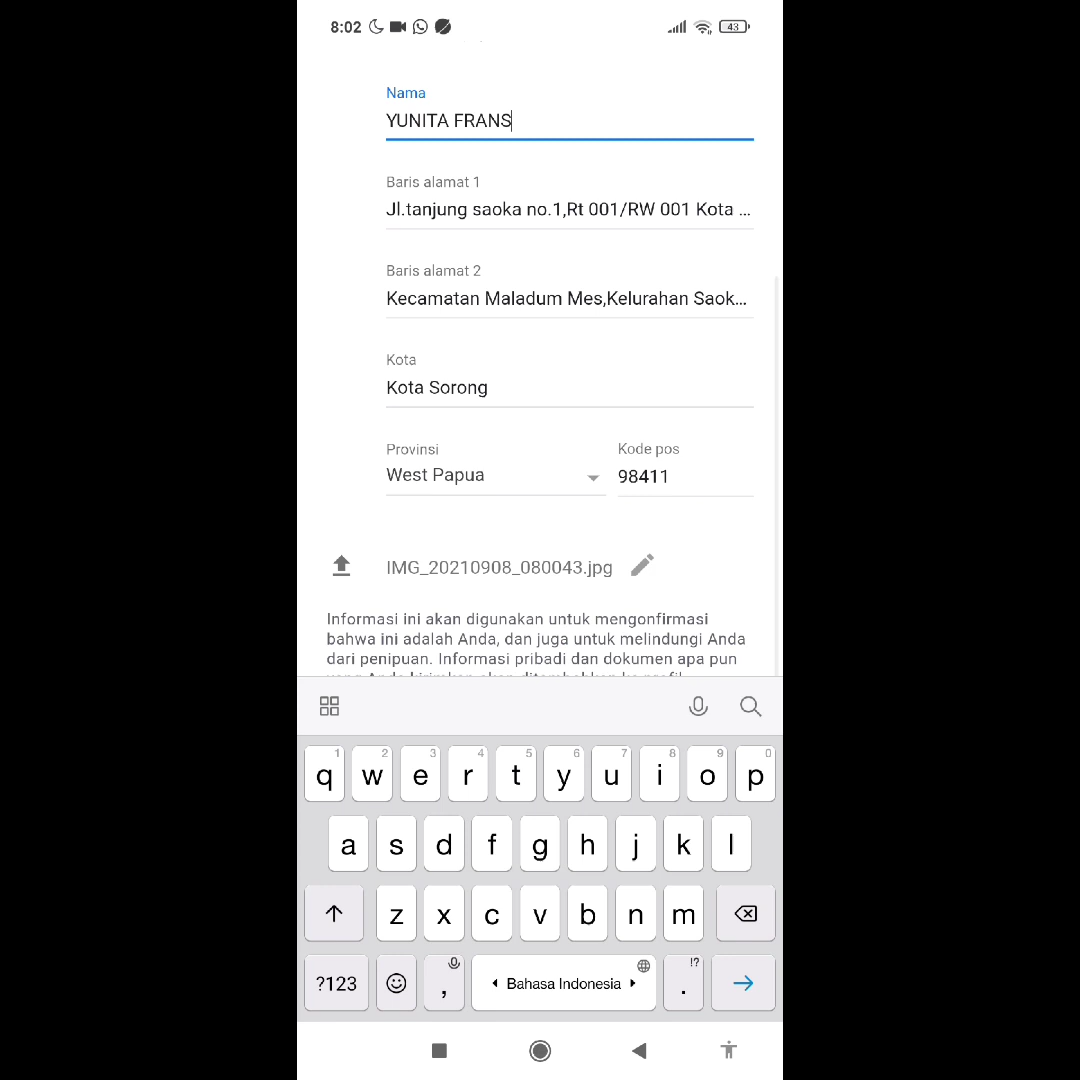 8:02
43
Nama
YUNITA FRANS
Baris alamat 1
Jl.tanjung saoka no.1,Rt 001/RW 001 Kota ...
Baris alamat 2
Kecamatan Maladum Mes,Kelurahan Saok...
Kota
Kota Sorong
Provinsi
Kode pos
West Papua
98411
IMG_20210908_080043.jpg
Informasi ini akan digunakan untuk mengonfirmasi
bahwa ini adalah Anda, dan juga untuk melindungi Anda
dari penipuan. Informasi pribadi dan dokumen apa pun
1 2 3 4 5 6 7 8 9 0
q w e r t y u i o p
a s d f g h j k l
z x c v b n m
!?
?123 , Bahasa Indonesia .